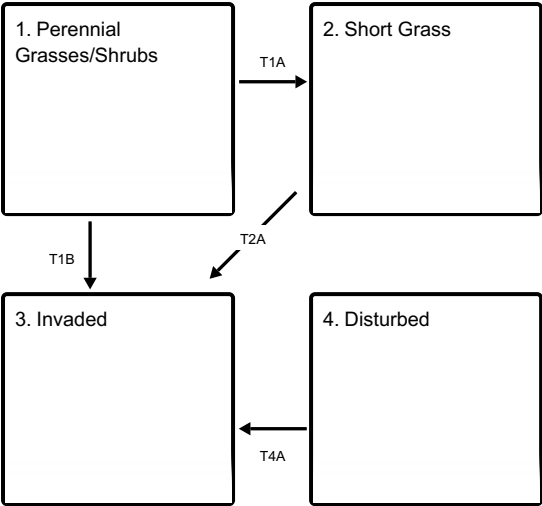 1. Perennial
Grasses/Shrubs
T1A
2. Short Grass
T1B
T2A
3. Invaded
4. Disturbed
T4A